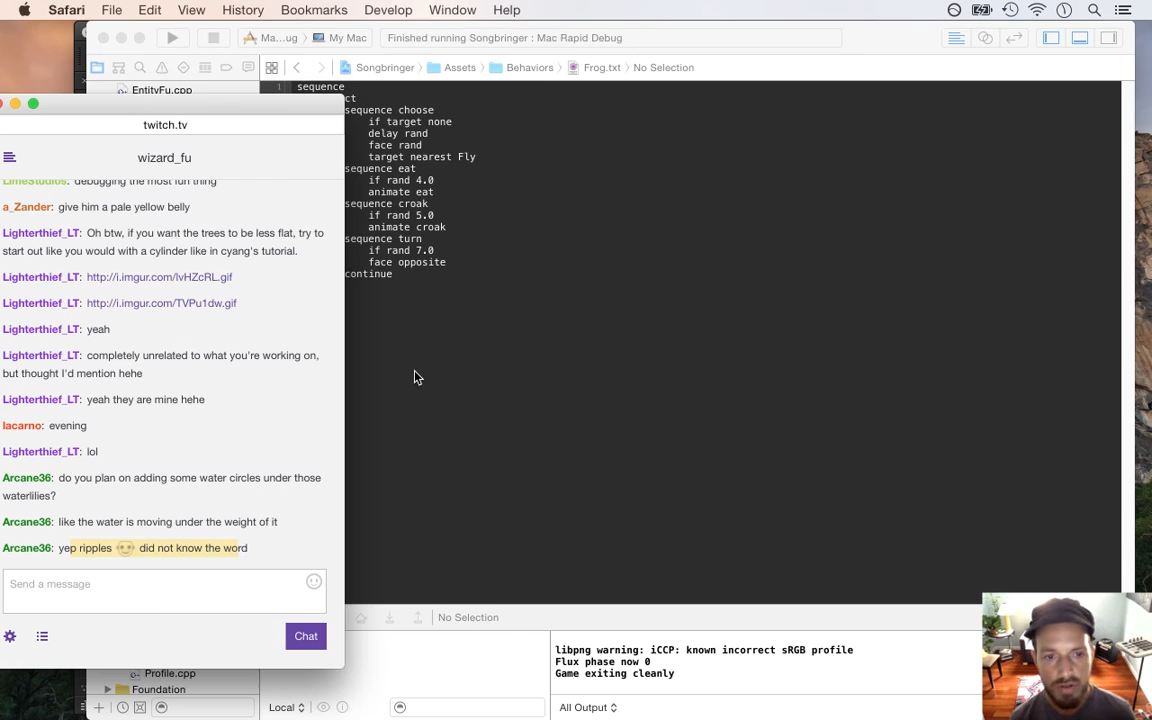 Safari File Edit View History Bookmarks Develop Window Help
Ma...ug My Mac Finished running Songbringer : Mac Rapid Debug
Songbringer Assets Behaviors Frog.txt No Selection
EntityFu.cpp
1 sequence
ct
sequence choose
if target none
delay rand
face rand
target nearest Fly
sequence eat
if rand 4.0
animate eat
sequence croak
if rand 5.0
animate croak
sequence turn
if rand 7.0
face opposite
continue
twitch.tv
wizard_fu
LimeStudios: debugging the most fun thing
a_Zander: give him a pale yellow belly
Lighterthief_LT: Oh btw, if you want the trees to be less flat, try to
start out like you would with a cylinder like in cyang's tutorial.
Lighterthief_LT: http://i.imgur.com/lvHZcRL.gif
Lighterthief_LT: http://i.imgur.com/TVPu1dw.gif
Lighterthief_LT: yeah
Lighterthief_LT: completely unrelated to what you're working on,
but thought I'd mention hehe
Lighterthief_LT: yeah they are mine hehe
lacarno: evening
Lighterthief_LT: lol
Arcane36: do you plan on adding some water circles under those
waterlilies?
Arcane36: like the water is moving under the weight of it
Arcane36: yep ripples did not know the word
Send a message
Chat
No Selection
libpng warning: iCCP: known incorrect sRGB profile
Flux phase now 0
Game exiting cleanly
Profile.cpp
Foundation
Local
All Output